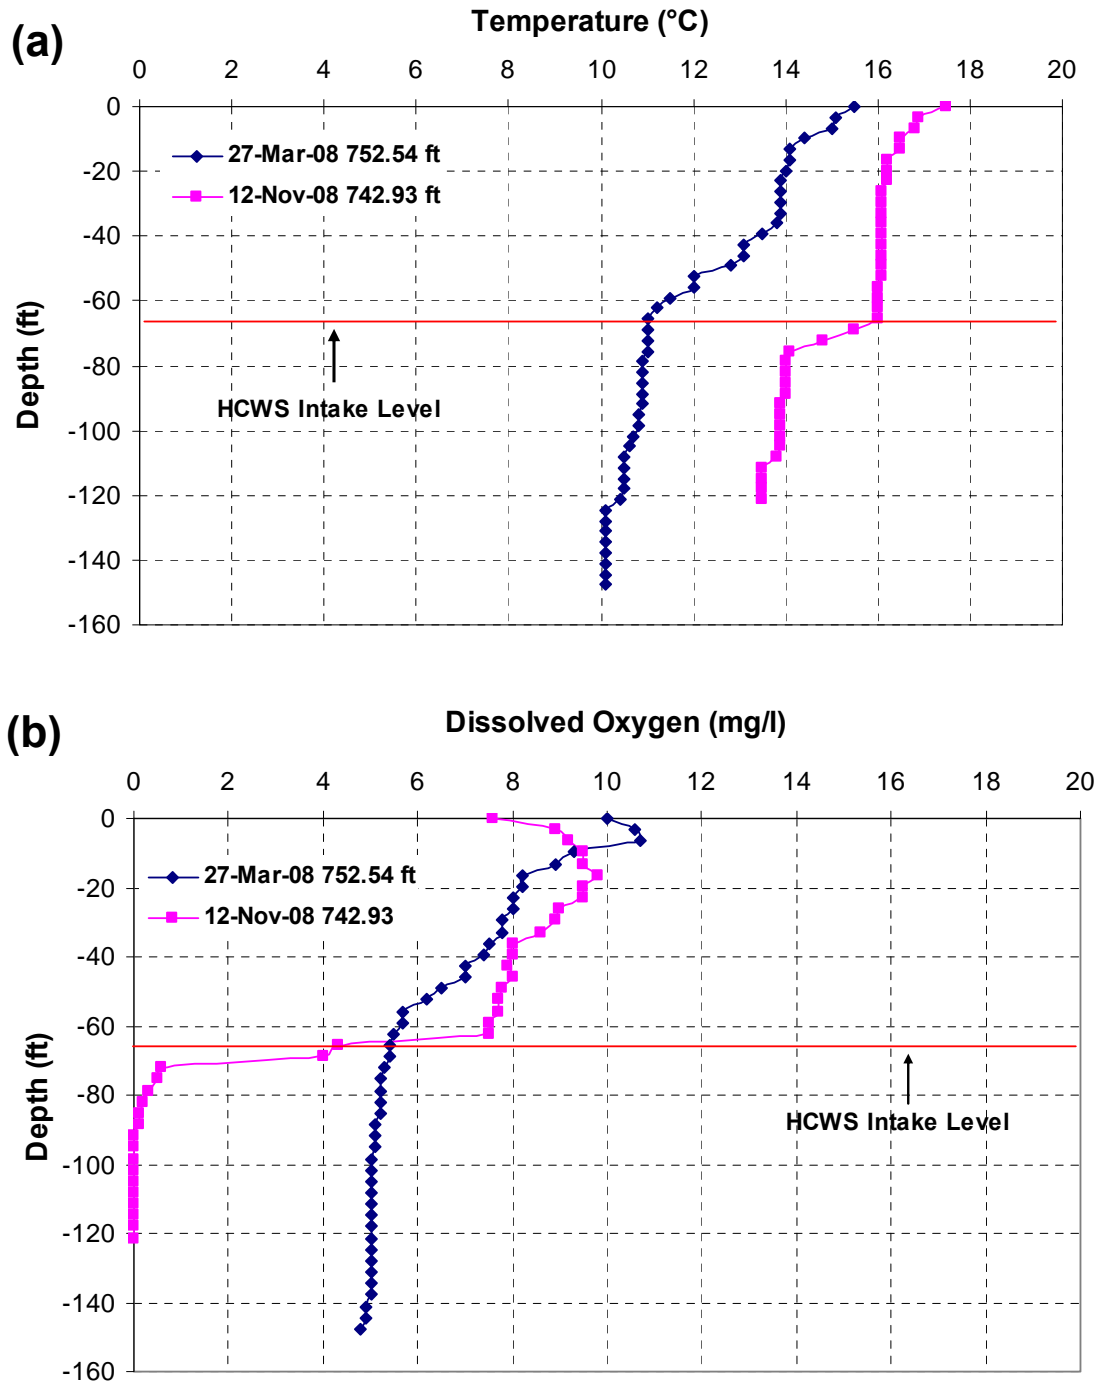 (a)
Temperature (°C)
0 2 4 6 8 10 12 14 16 18 20
0
-20
-40
-60
-80
-100
-120
-140
-160
Depth (ft)
27-Mar-08 752.54 ft
12-Nov-08 742.93 ft
HCWS Intake Level
(b)
Dissolved Oxygen (mg/l)
0 2 4 6 8 10 12 14 16 18 20
0
-20
-40
-60
-80
-100
-120
-140
-160
Depth (ft)
27-Mar-08 752.54 ft
12-Nov-08 742.93
HCWS Intake Level